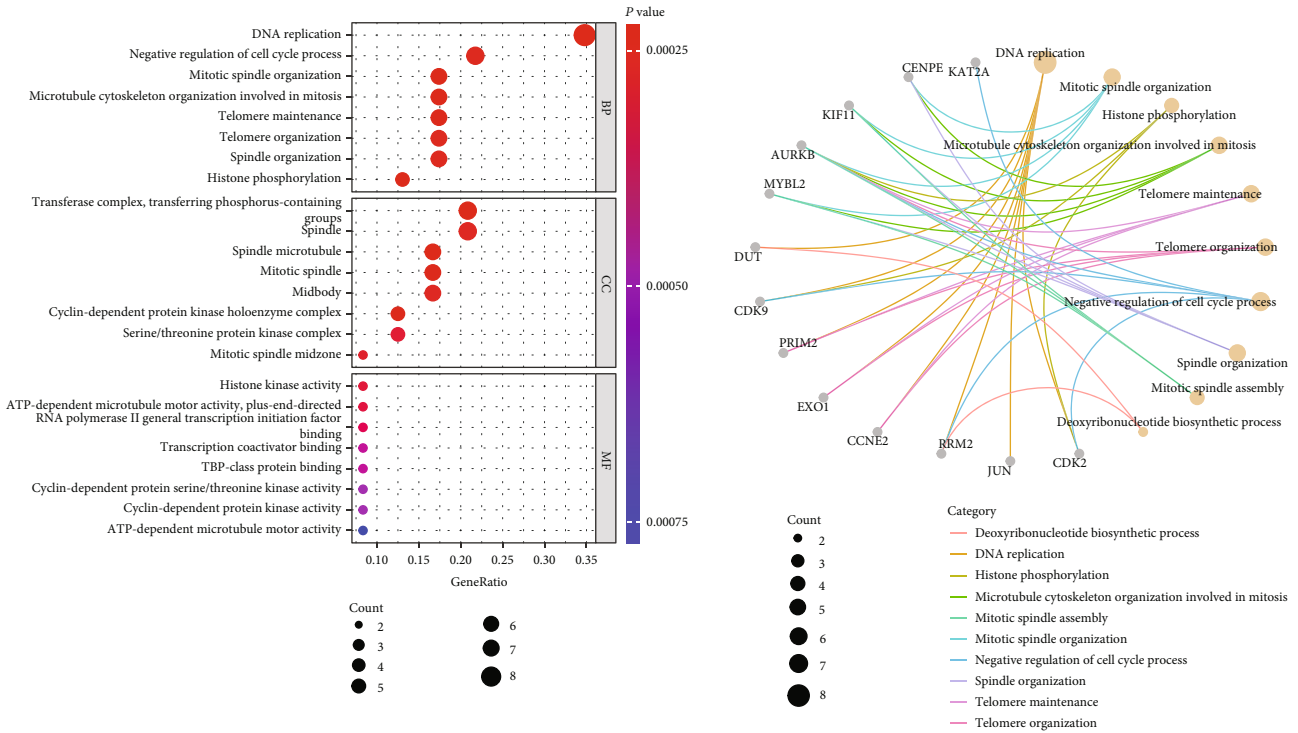 P value
DNA replication
Negative regulation of cell cycle process
Mitotic spindle organization
Microtubule cytoskeleton organization involved in mitosis
Telomere maintenance
Telomere organization
Spindle organization
Histone phosphorylation
BP
Transferase complex, transferring phosphorus-containing
groups
Spindle
Spindle microtubule
Mitotic spindle
Midbody
Cyclin-dependent protein kinase holoenzyme complex
Serine/threonine protein kinase complex
Mitotic spindle midzone
CC
Histone kinase activity
ATP-dependent microtubule motor activity, plus-end-directed
RNA polymerase II general transcription initiation factor
binding
Transcription coactivator binding
TBP-class protein binding
Cyclin-dependent protein serine/threonine kinase activity
Cyclin-dependent protein kinase activity
ATP-dependent microtubule motor activity
MF
0.10 0.15 0.20 0.25 0.30 0.35
GeneRatio
0.00025
0.00050
0.00075
Count
2
3
4
5
6
7
8
DNA replication
Mitotic spindle organization
Histone phosphorylation
Microtubule cytoskeleton organization involved in mitosis
Telomere maintenance
Telomere organization
Negative regulation of cell cycle process
Spindle organization
Mitotic spindle assembly
Deoxyribonucleotide biosynthetic process
KAT2A
CENPE
KIF11
AURKB
MYBL2
DUT
CDK9
PRIM2
EXO1
CCNE2
RRM2
JUN
CDK2
Count
2
3
4
5
6
7
8
Category
Deoxyribonucleotide biosynthetic process
DNA replication
Histone phosphorylation
Microtubule cytoskeleton organization involved in mitosis
Mitotic spindle assembly
Mitotic spindle organization
Negative regulation of cell cycle process
Spindle organization
Telomere maintenance
Telomere organization